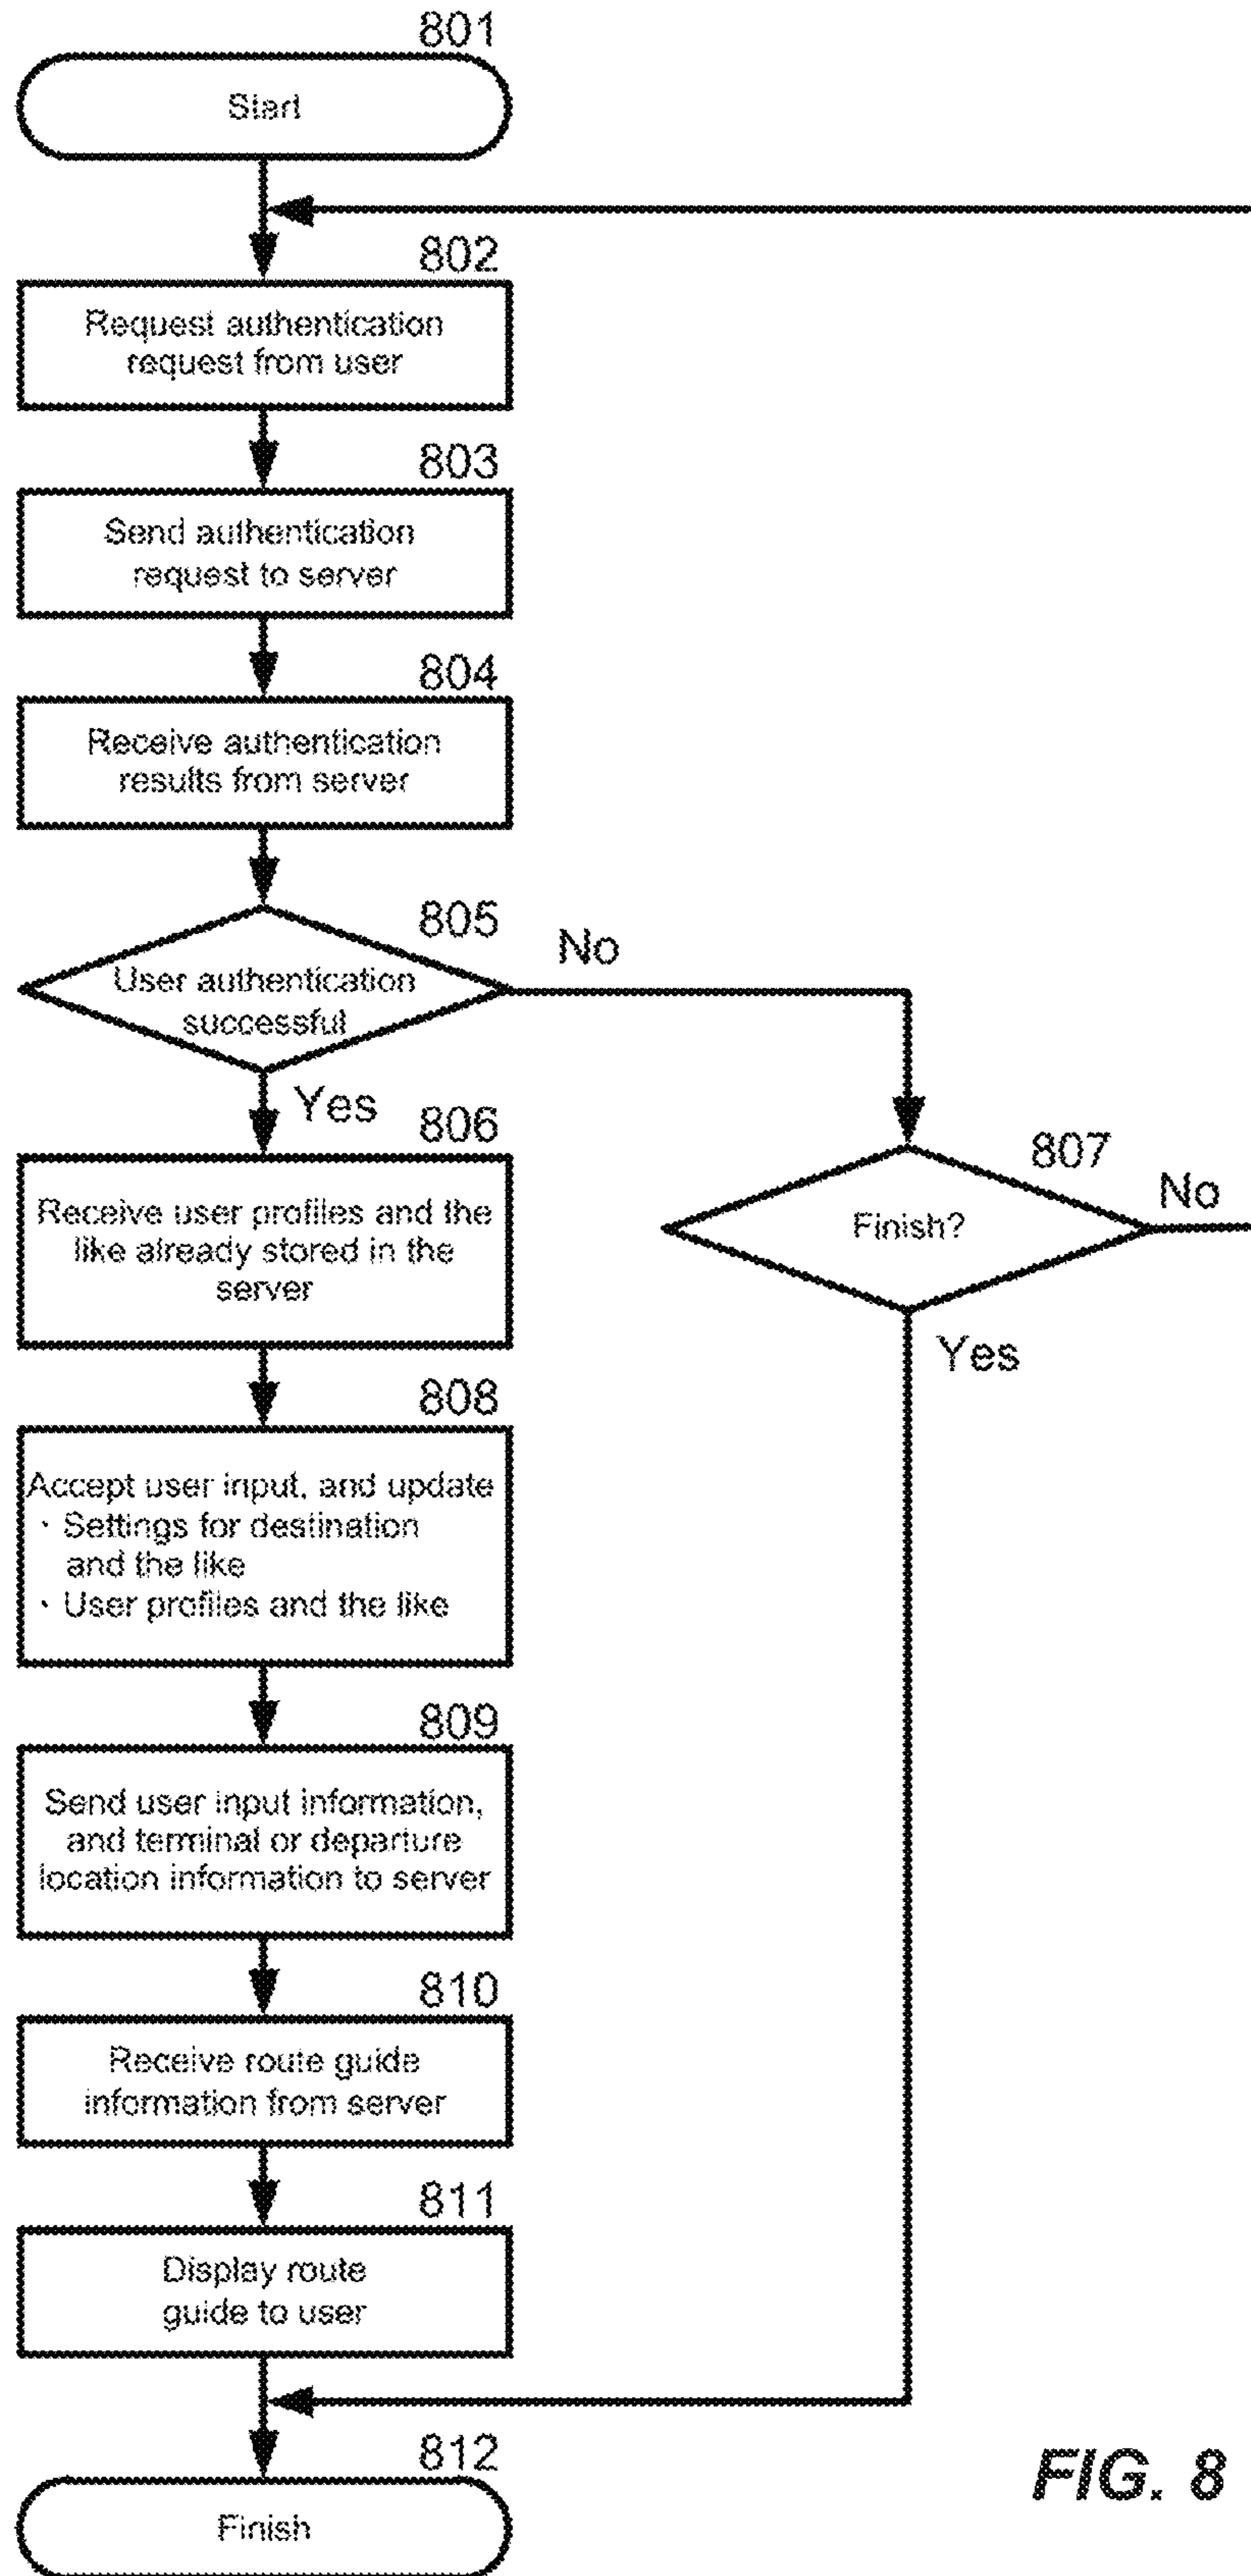 801
Start
802
Request authentication
request from user
803
Send authentication
request to server
804
Receive authentication
results from server
805
No
User authentication
successful
Yes
806
Receive user profiles and the
like already stored in the
server
807
No
Finish?
Yes
808
Accept user input, and update
· Settings for destination
and the like
· User profiles and the like
809
Send user input information,
and terminal or departure
location information to server
810
Receive route guide
information from server
811
Display route
guide to user
812
Finish
FIG. 8